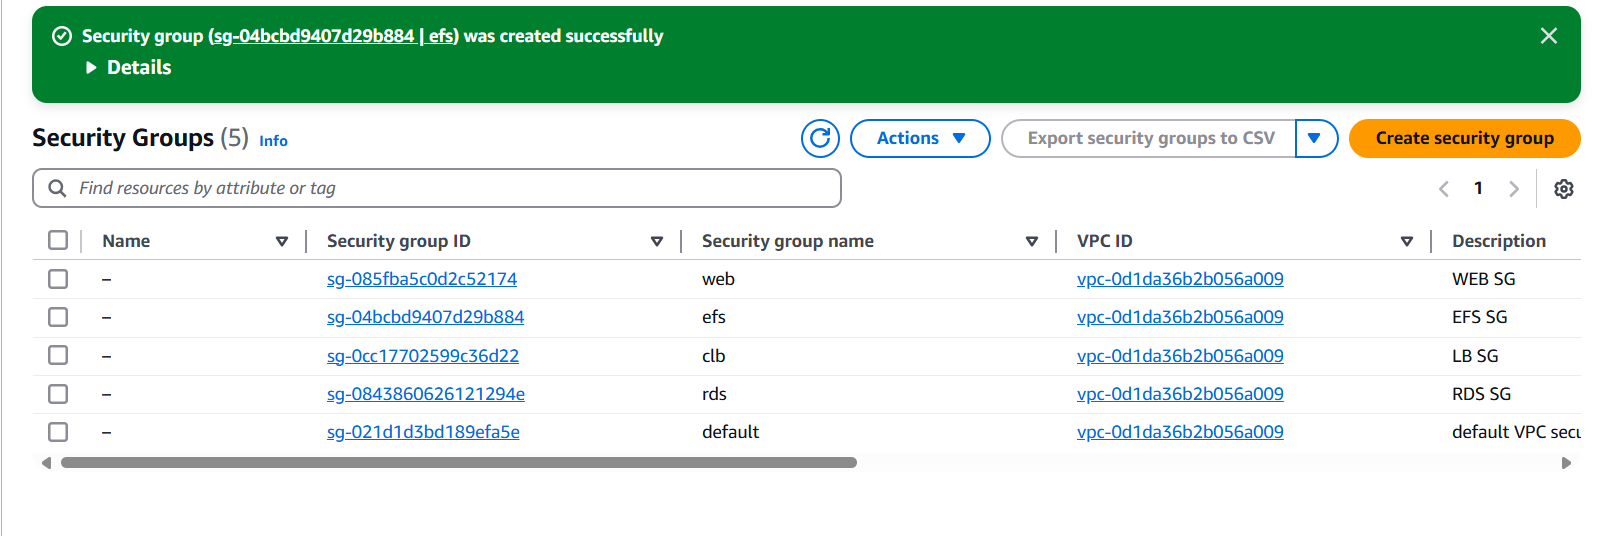 Security group (sg-04bcbd9407d29b884 | efs) was created successfully
Details
Security Groups (5) Info
Actions
Export security groups to CSV
Create security group
Find resources by attribute or tag
1
Name Security group ID Security group name VPC ID Description
– sg-085fba5c0d2c52174 web vpc-0d1da36b2b056a009 WEB SG
– sg-04bcbd9407d29b884 efs vpc-0d1da36b2b056a009 EFS SG
– sg-0cc17702599c36d22 clb vpc-0d1da36b2b056a009 LB SG
– sg-0843860626121294e rds vpc-0d1da36b2b056a009 RDS SG
– sg-021d1d3bd189efa5e default vpc-0d1da36b2b056a009 default VPC secu